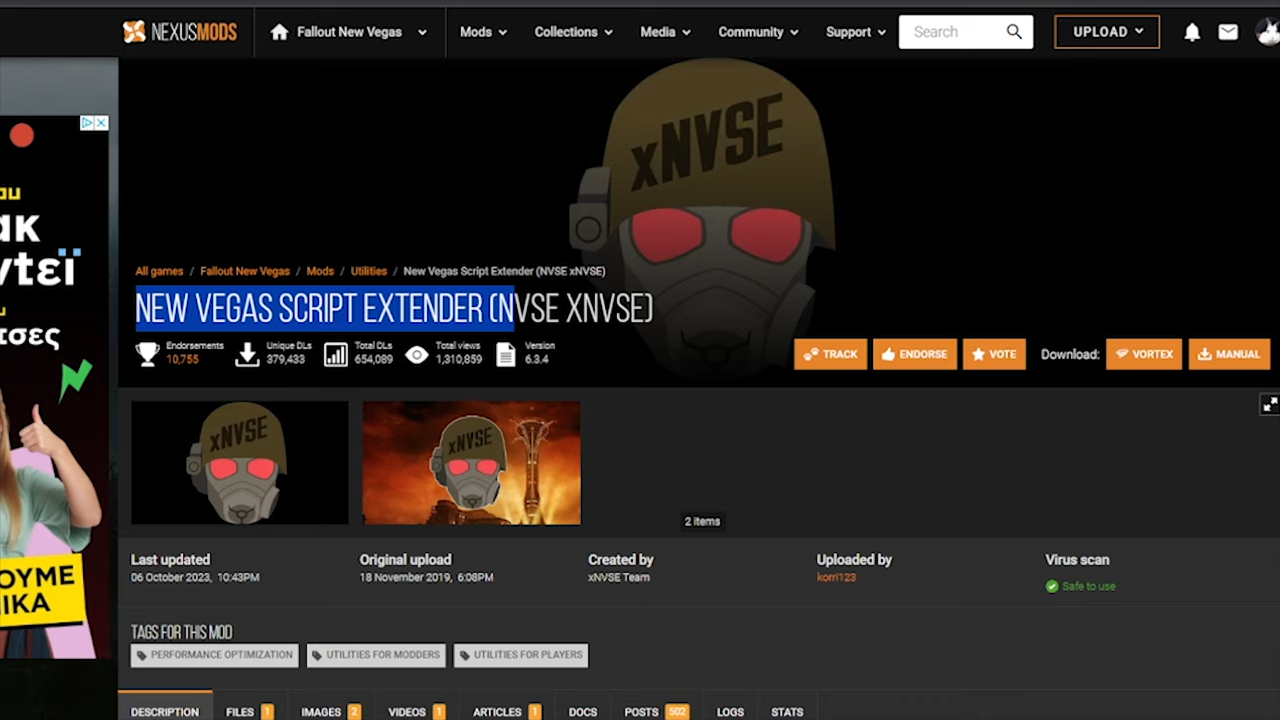 NEXUSMODS
Fallout New Vegas
Mods
Collections
Media
Community
Support
Search
UPLOAD
xNVSE
All games / Fallout New Vegas / Mods / Utilities / New Vegas Script Extender (NVSE xNVSE)
NEW VEGAS SCRIPT EXTENDER (NVSE XNVSE)
Endorsements
10,755
Unique DLs
379,433
Total DLs
654,089
Total views
1,310,859
Version
6.3.4
TRACK
ENDORSE
VOTE
Download:
VORTEX
MANUAL
xNVSE
xNVSE
2 items
Last updated
06 October 2023, 10:43PM
Original upload
18 November 2019, 6:08PM
Created by
xNVSE Team
Uploaded by
korri123
Virus scan
Safe to use
TAGS FOR THIS MOD
PERFORMANCE OPTIMIZATION
UTILITIES FOR MODDERS
UTILITIES FOR PLAYERS
DESCRIPTION
FILES 1
IMAGES 2
VIDEOS 1
ARTICLES 1
DOCS
POSTS 502
LOGS
STATS